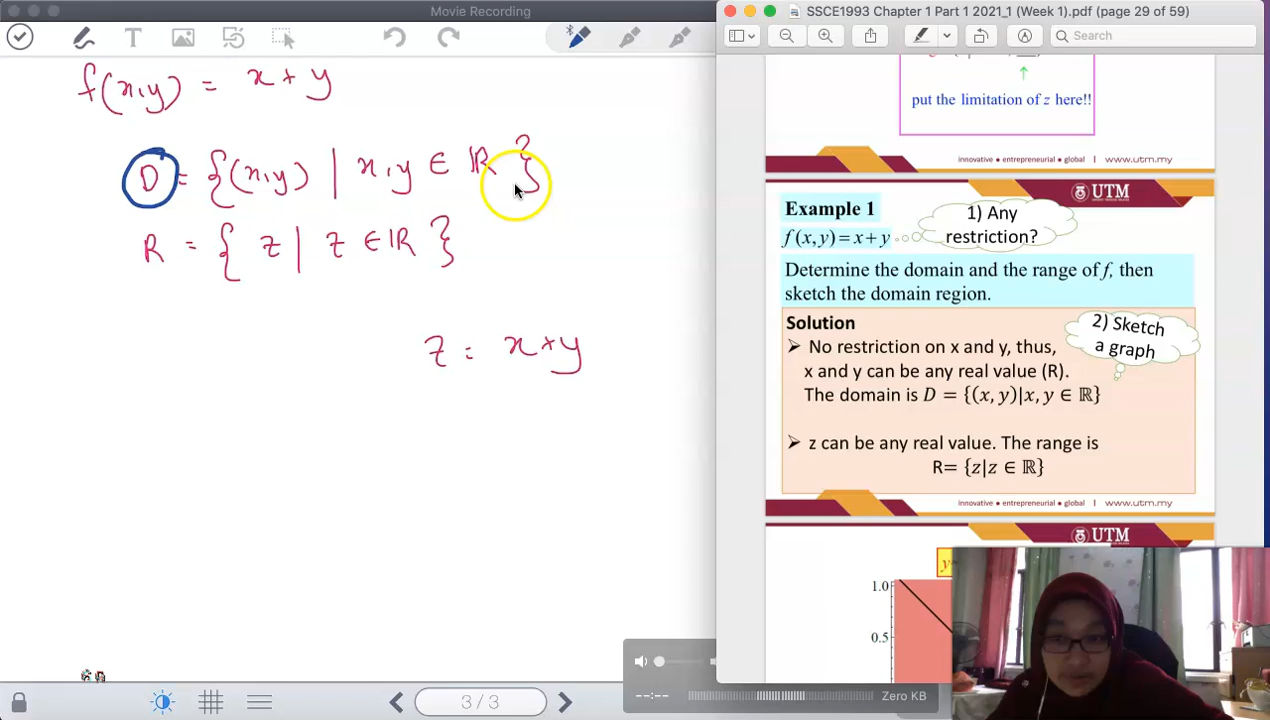 Movie Recording
f(x,y) = x + y
D = {(x,y) | x,y ∈ ℝ }
R = { z | z ∈ ℝ }
z = x+y
3 / 3
--:--
Zero KB
SSCE1993 Chapter 1 Part 1 2021_1 (Week 1).pdf (page 29 of 59)
Search
put the limitation of z here!!
innovative ● entrepreneurial ● global | www.utm.my
UTM
Example 1
1) Any
restriction?
f (x, y) = x + y
Determine the domain and the range of f, then
sketch the domain region.
Solution
2) Sketch
a graph
➢ No restriction on x and y, thus,
x and y can be any real value (R).
The domain is D = {(x, y)|x, y ∈ ℝ}
➢ z can be any real value. The range is
R= {z|z ∈ ℝ}
innovative ● entrepreneurial ● global | www.utm.my
UTM
y
1.0
0.5